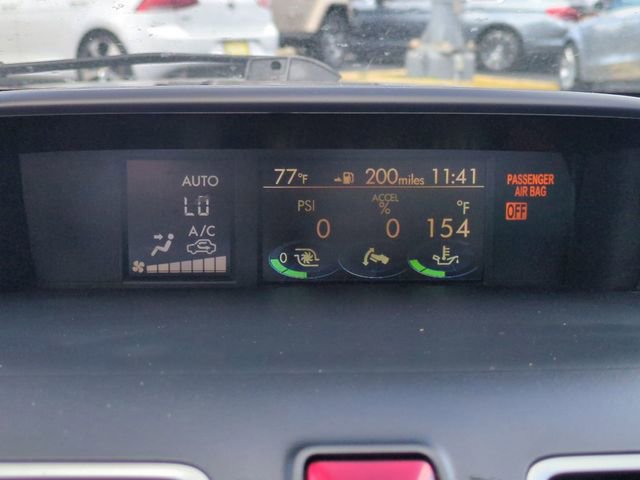 AUTO
LO
A/C
77°F 200miles 11:41
PSI ACCEL % °F
0 0 154
0
PASSENGER
AIR BAG
OFF